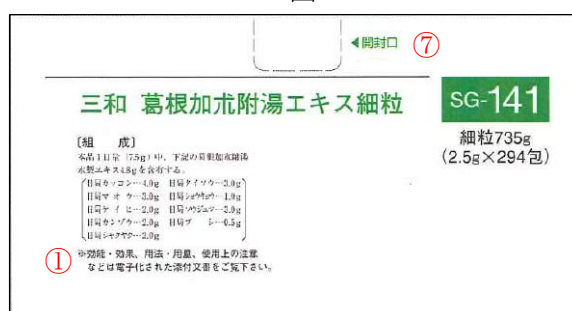 ◀開封口
⑦
三和 葛根加朮附湯エキス細粒
SG-141
細粒735g
(2.5g×294包)
〔組 成〕
本品1日量(7.5g)中、下記の葛根加朮附湯
水製エキス4.8gを含有する。
日局カッコン…4.0g 日局タイソウ…3.0g
日局マオウ…3.0g 日局ショウキョウ…1.0g
日局ケイヒ…2.0g 日局ソウジュツ…3.0g
日局カンゾウ…2.0g 日局ブシ…0.5g
日局シャクヤク…2.0g
①
※効能・効果、用法・用量、使用上の注意
などは電子化された添付文書をご覧下さい。